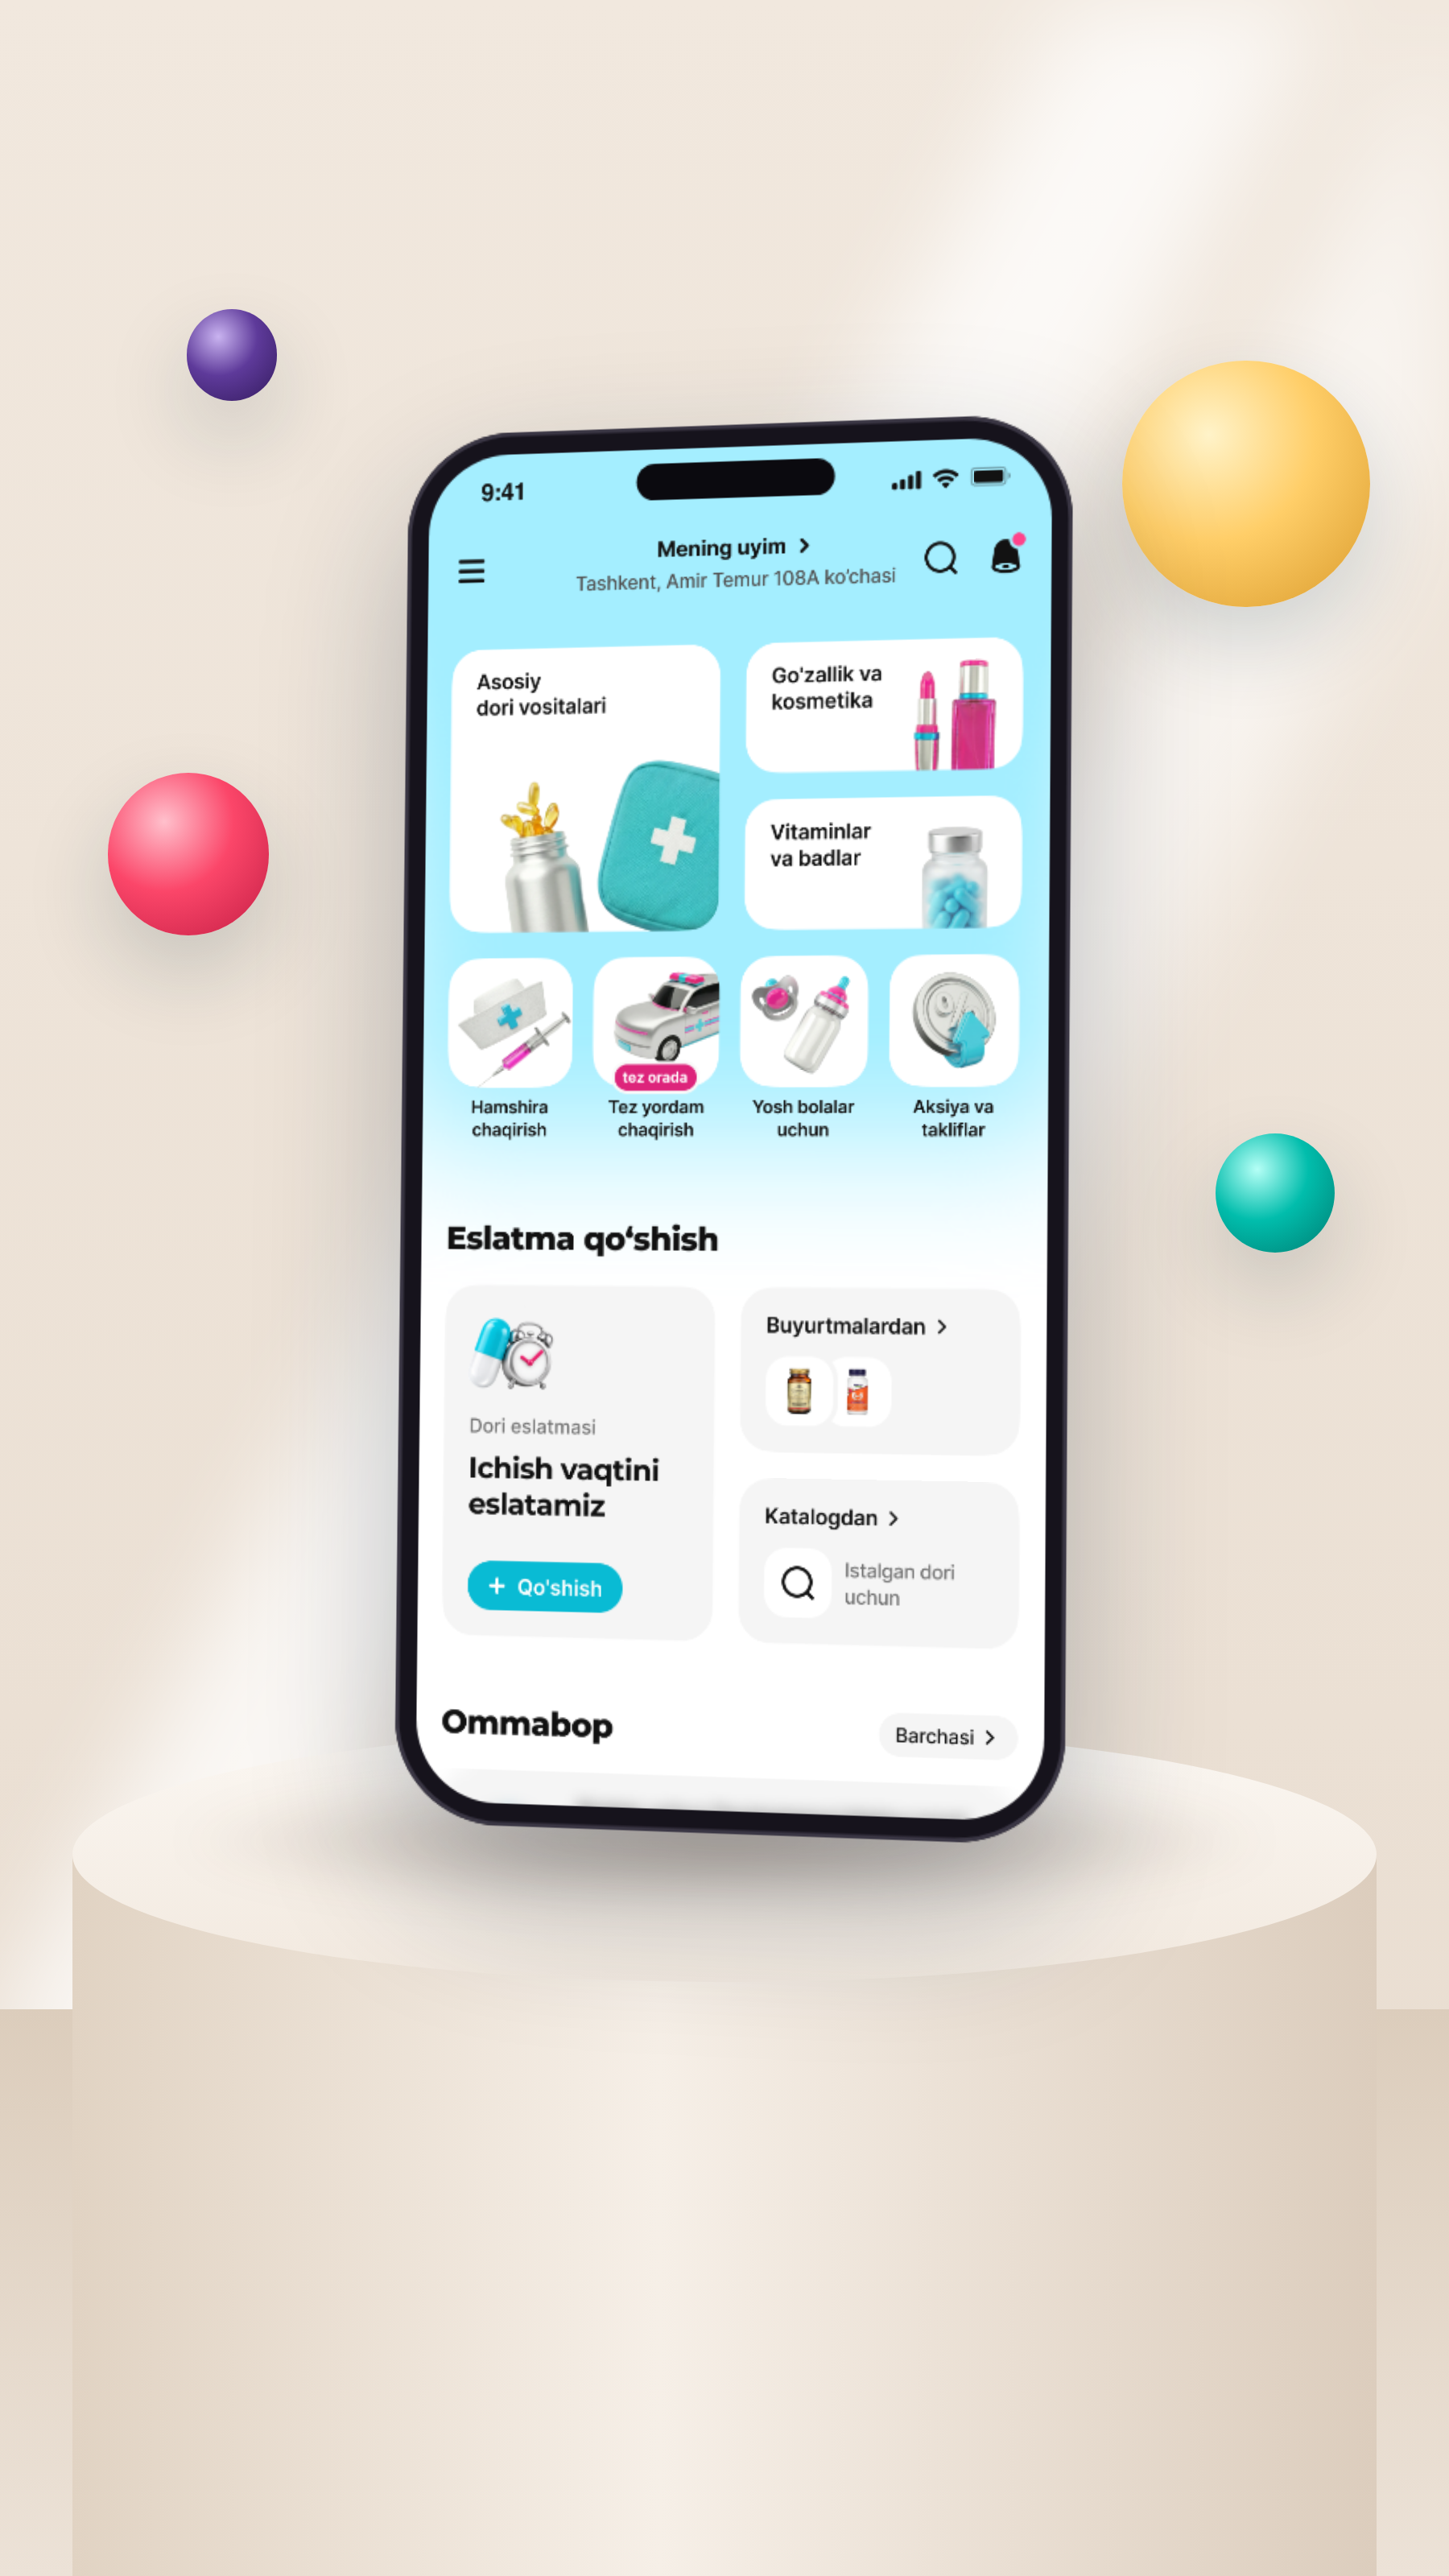 9:41
Mening uyim
Tashkent, Amir Temur 108A ko'chasi
Asosiy
dori vositalari
Go'zallik va
kosmetika
Vitaminlar
va badlar
tez orada
Hamshira
chaqirish
Tez yordam
chaqirish
Yosh bolalar
uchun
Aksiya va
takliflar
Eslatma qo‘shish
Dori eslatmasi
Ichish vaqtini
eslatamiz
+ Qo'shish
Buyurtmalardan
Katalogdan
Istalgan dori
uchun
Ommabop
Barchasi